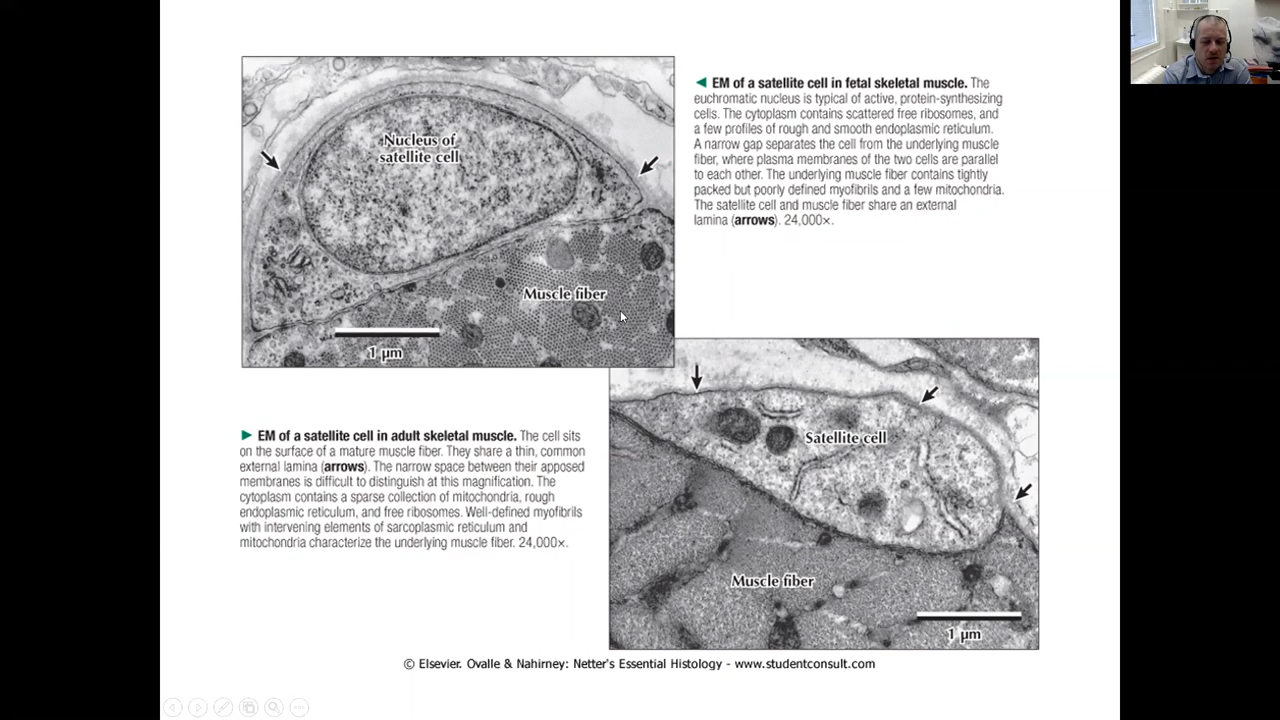 Nucleus of
satellite cell
Muscle fiber
1 µm
◄ EM of a satellite cell in fetal skeletal muscle. The
euchromatic nucleus is typical of active, protein-synthesizing
cells. The cytoplasm contains scattered free ribosomes, and
a few profiles of rough and smooth endoplasmic reticulum.
A narrow gap separates the cell from the underlying muscle
fiber, where plasma membranes of the two cells are parallel
to each other. The underlying muscle fiber contains tightly
packed but poorly defined myofibrils and a few mitochondria.
The satellite cell and muscle fiber share an external
lamina (arrows). 24,000×.
► EM of a satellite cell in adult skeletal muscle. The cell sits
on the surface of a mature muscle fiber. They share a thin, common
external lamina (arrows). The narrow space between their apposed
membranes is difficult to distinguish at this magnification. The
cytoplasm contains a sparse collection of mitochondria, rough
endoplasmic reticulum, and free ribosomes. Well-defined myofibrils
with intervening elements of sarcoplasmic reticulum and
mitochondria characterize the underlying muscle fiber. 24,000×.
Satellite cell
Muscle fiber
1 µm
© Elsevier. Ovalle & Nahirney: Netter's Essential Histology - www.studentconsult.com